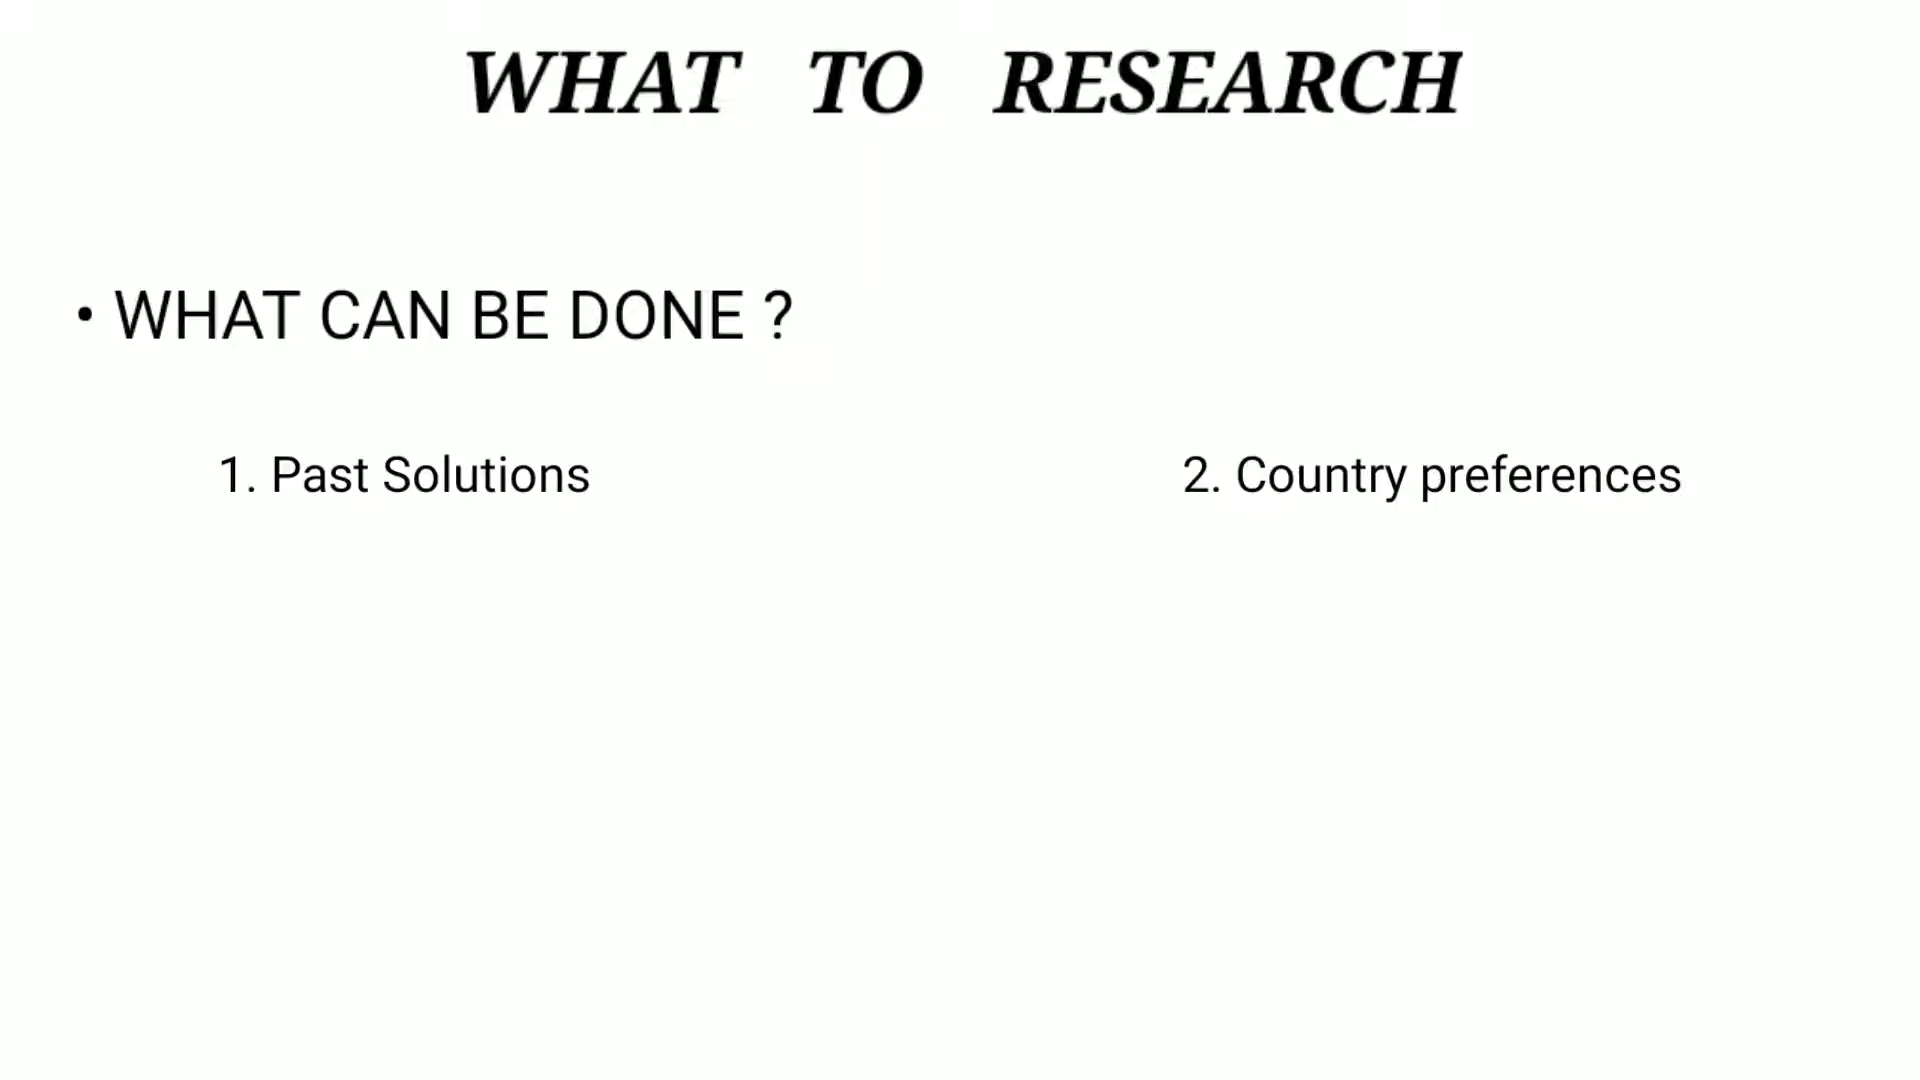 WHAT TO RESEARCH
• WHAT CAN BE DONE ?
1. Past Solutions
2. Country preferences